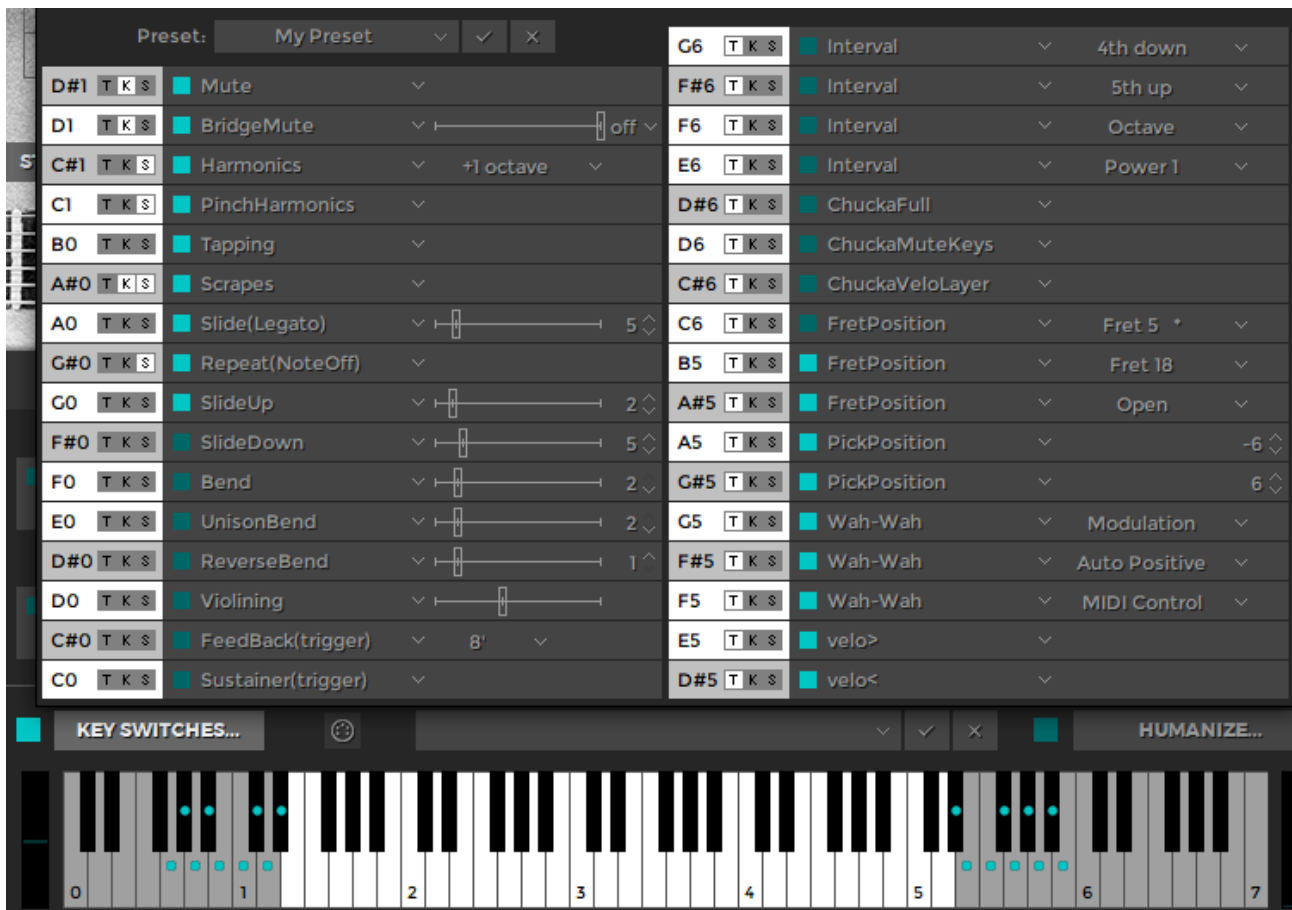 Preset: My Preset
D#1 T K S Mute
D1 T K S BridgeMute off
C#1 T K S Harmonics +1 octave
C1 T K S PinchHarmonics
B0 T K S Tapping
A#0 T K S Scrapes
A0 T K S Slide(Legato) 5
G#0 T K S Repeat(NoteOff)
G0 T K S SlideUp 2
F#0 T K S SlideDown 5
F0 T K S Bend 2
E0 T K S UnisonBend 2
D#0 T K S ReverseBend 1
D0 T K S Violining
C#0 T K S FeedBack(trigger) 8'
C0 T K S Sustainer(trigger)
G6 T K S Interval 4th down
F#6 T K S Interval 5th up
F6 T K S Interval Octave
E6 T K S Interval Power 1
D#6 T K S ChuckaFull
D6 T K S ChuckaMuteKeys
C#6 T K S ChuckaVeloLayer
C6 T K S FretPosition Fret 5 *
B5 T K S FretPosition Fret 18
A#5 T K S FretPosition Open
A5 T K S PickPosition -6
G#5 T K S PickPosition 6
G5 T K S Wah-Wah Modulation
F#5 T K S Wah-Wah Auto Positive
F5 T K S Wah-Wah MIDI Control
E5 T K S velo>
D#5 T K S velo<
KEY SWITCHES... HUMANIZE...
0 1 2 3 4 5 6 7